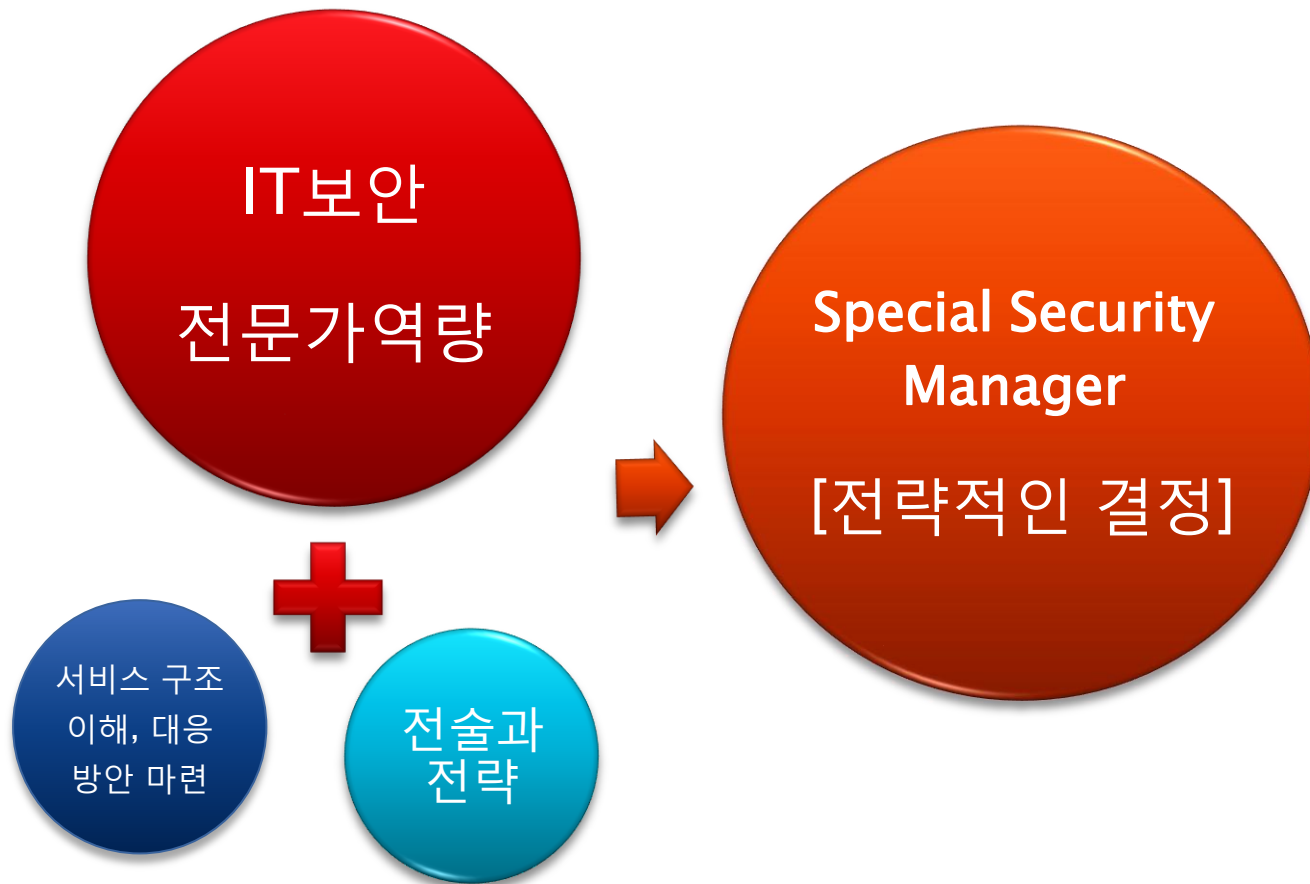 IT보안
전문가역량
서비스 구조
이해, 대응
방안 마련
전술과
전략
Special Security
Manager
[전략적인 결정]